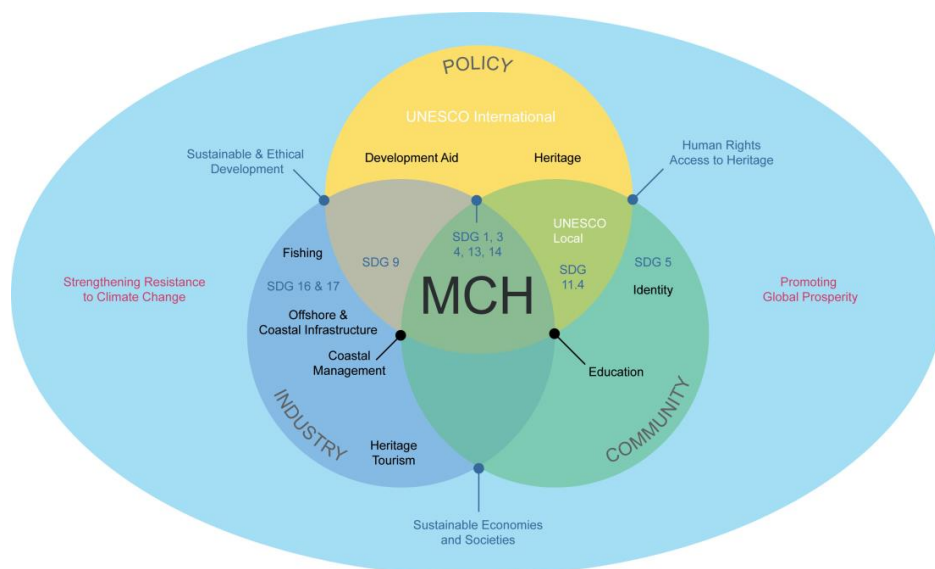 POLICY
UNESCO International
Sustainable & Ethical
Development
Development Aid
Heritage
Human Rights
Access to Heritage
SDG 1, 3
4, 13, 14
UNESCO
Local
Fishing
SDG 9
SDG
11.4
SDG 5
Identity
Strengthening Resistance
to Climate Change
SDG 16 & 17
MCH
Promoting
Global Prosperity
Offshore &
Coastal Infrastructure
Coastal
Management
Education
INDUSTRY
COMMUNITY
Heritage
Tourism
Sustainable Economies
and Societies